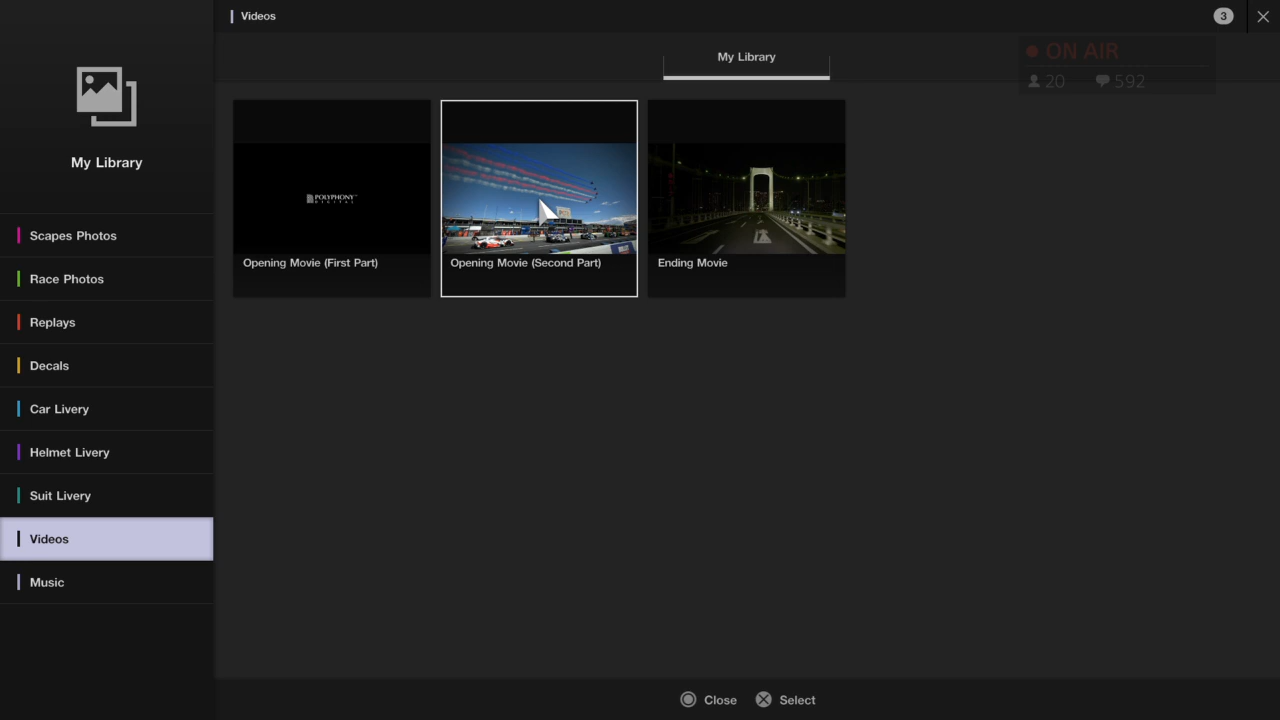 Videos
3
My Library
ON AIR
20 592
My Library
POLYPHONY
DIGITAL
Opening Movie (First Part)
Opening Movie (Second Part)
Ending Movie
Scapes Photos
Race Photos
Replays
Decals
Car Livery
Helmet Livery
Suit Livery
Videos
Music
Close Select